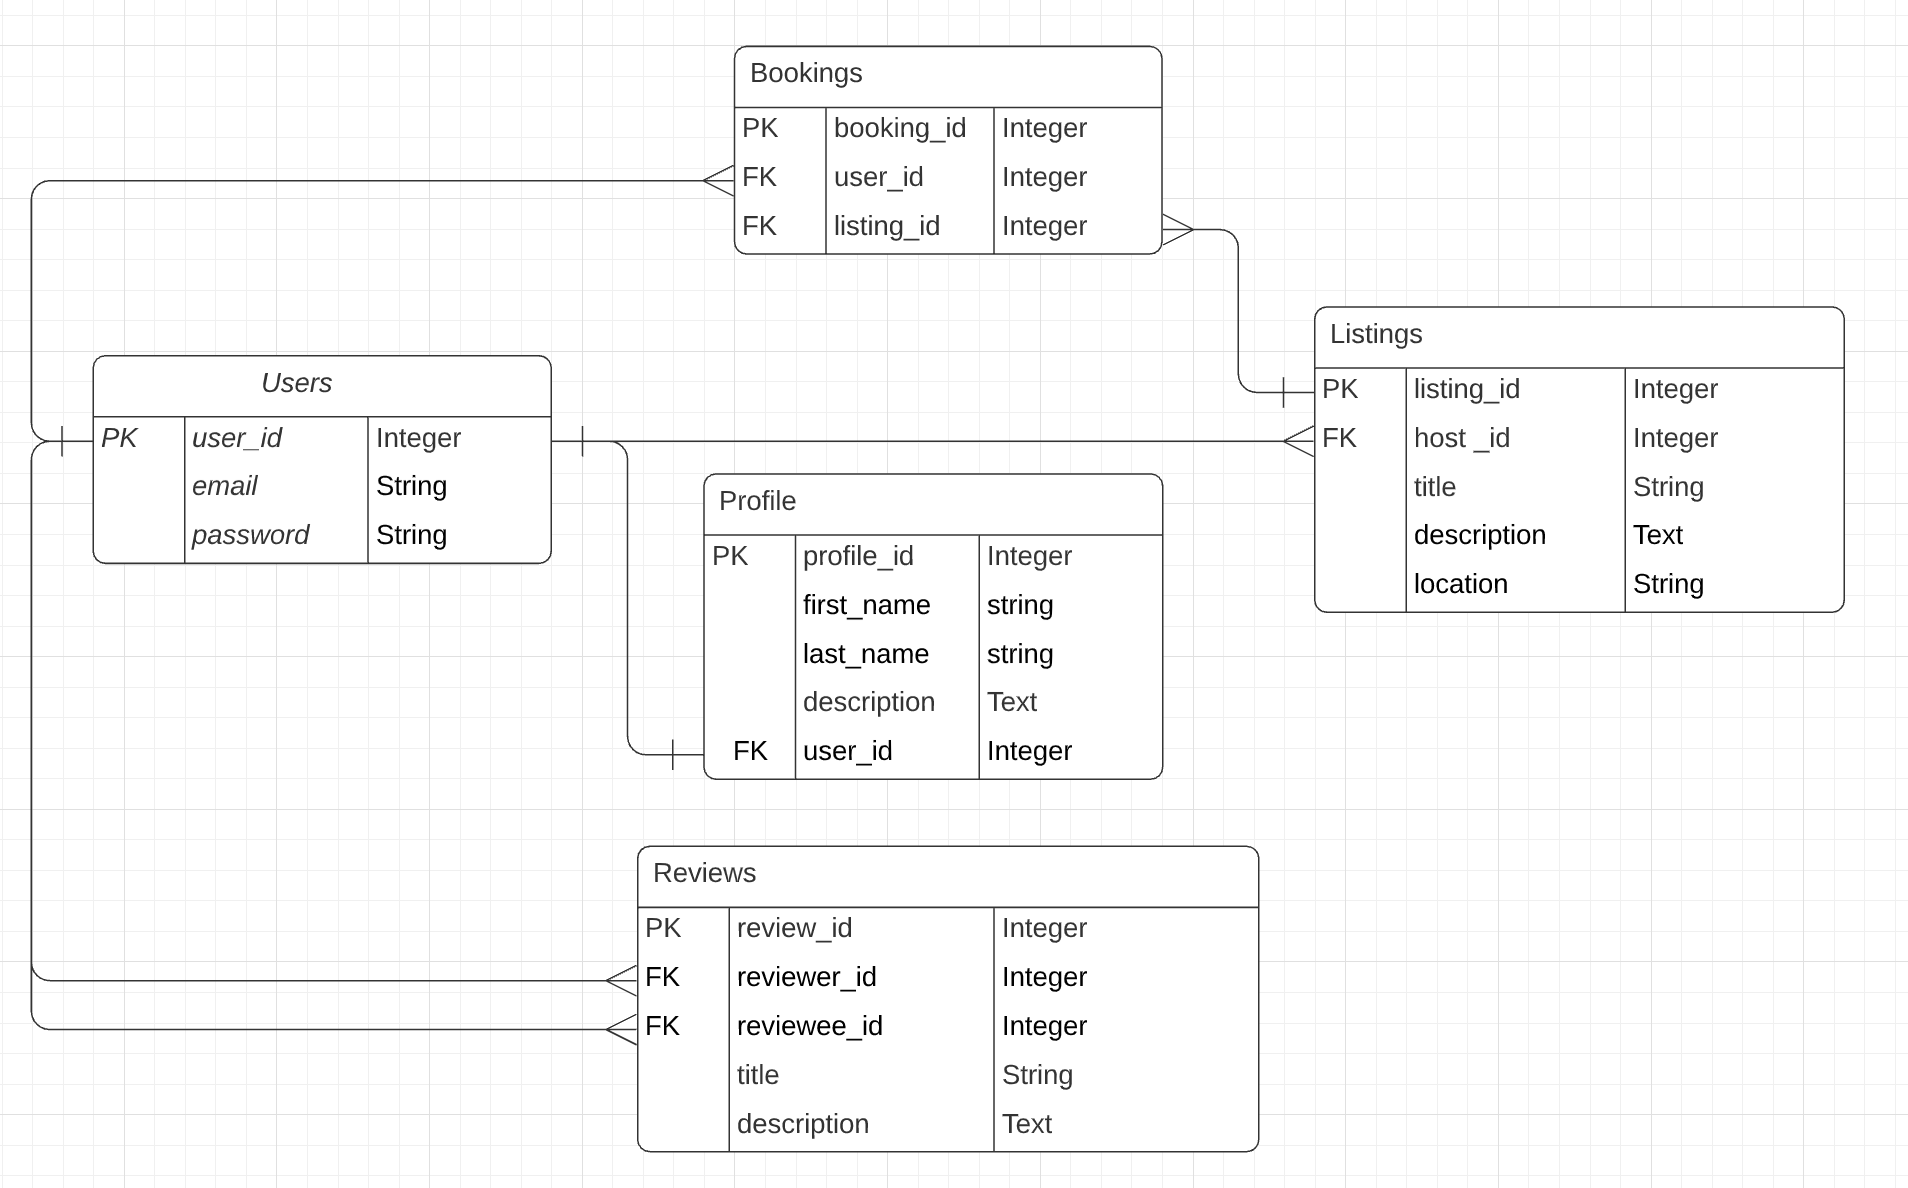 Bookings
PK booking_id Integer
FK user_id Integer
FK listing_id Integer
Listings
PK listing_id Integer
FK host _id Integer
title String
description Text
location String
Users
PK user_id Integer
email String
password String
Profile
PK profile_id Integer
first_name string
last_name string
description Text
FK user_id Integer
Reviews
PK review_id Integer
FK reviewer_id Integer
FK reviewee_id Integer
title String
description Text